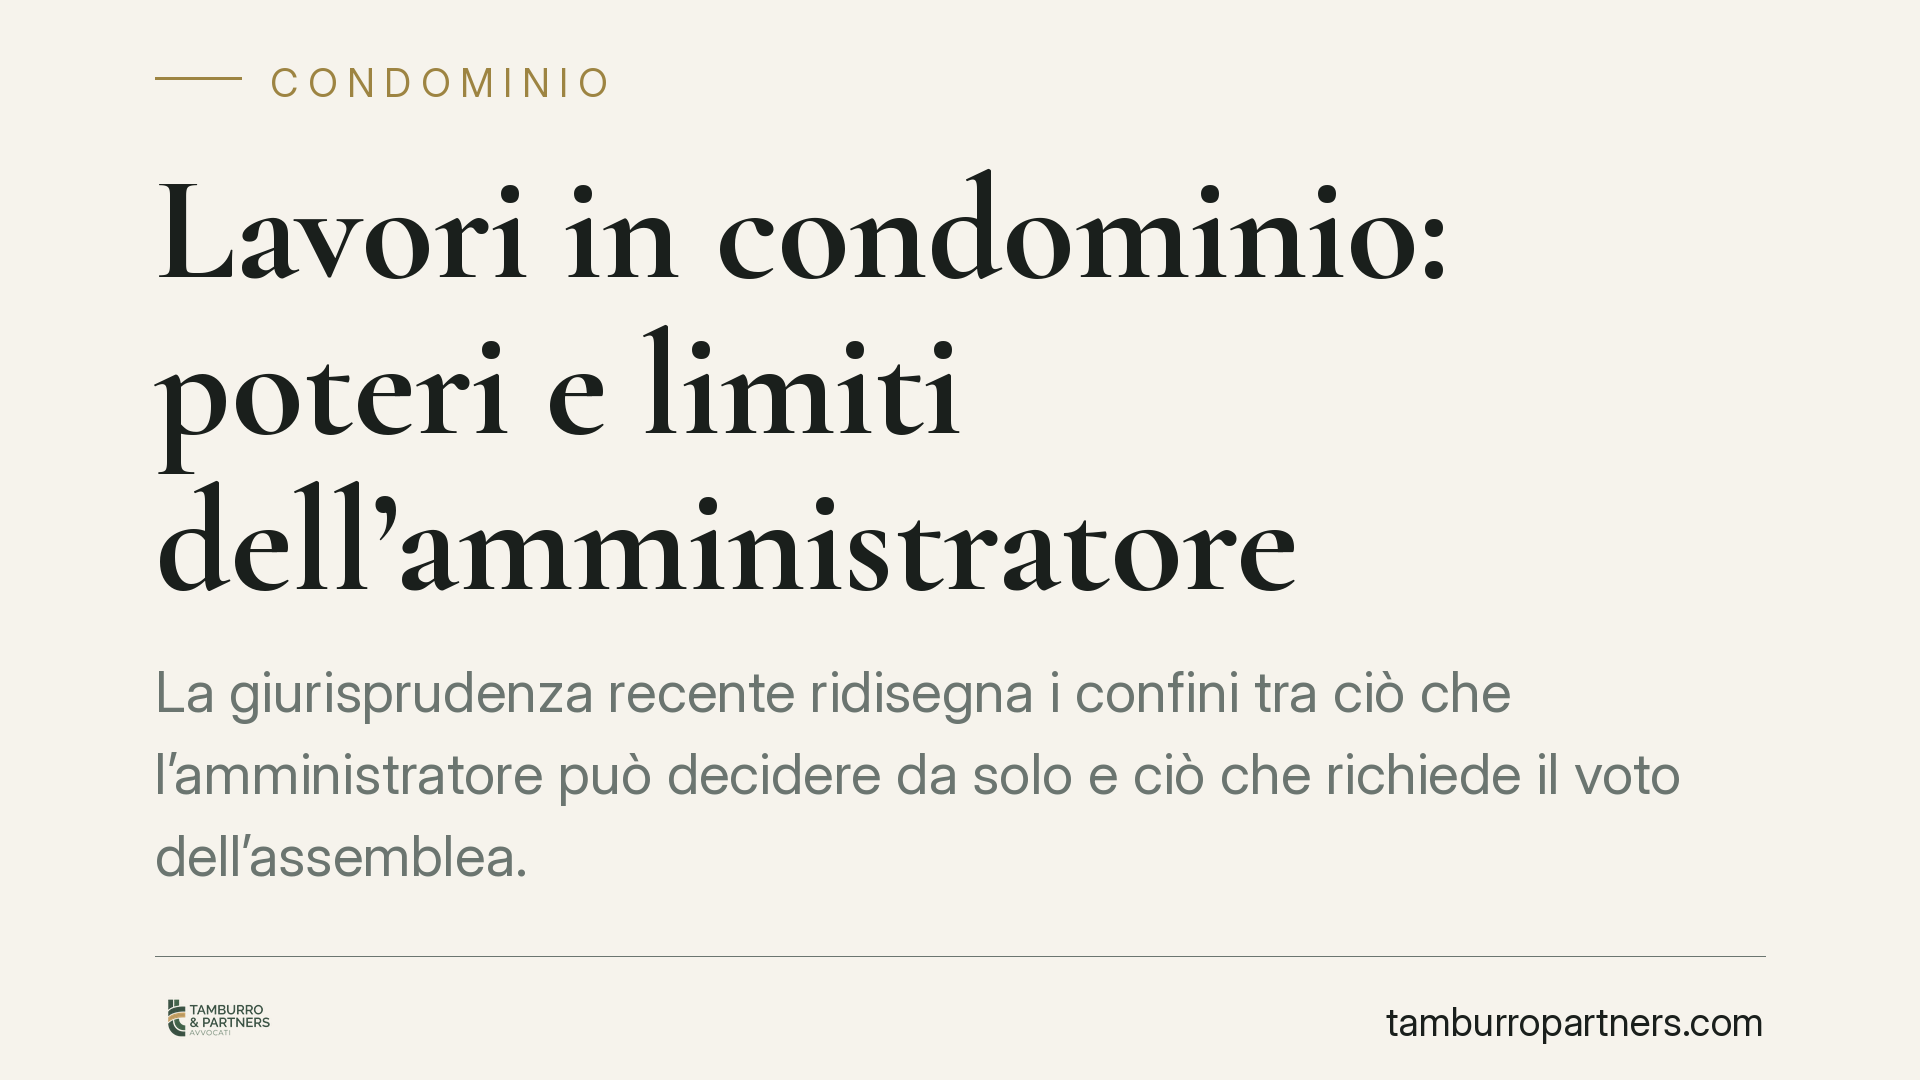 CONDOMINIO
Lavori in condominio:
poteri e limiti
dell’amministratore
La giurisprudenza recente ridisegna i confini tra ciò che
l’amministratore può decidere da solo e ciò che richiede il voto
dell’assemblea.
TAMBURRO
& PARTNERS
AVVOCATI
tamburropartners.com